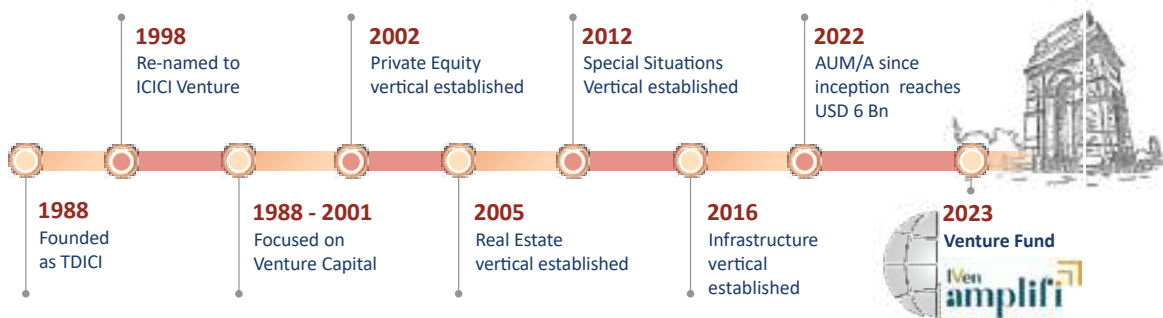 1998
Re-named to
ICICI Venture
2002
Private Equity
vertical established
2012
Special Situations
Vertical established
2022
AUM/A since
inception reaches
USD 6 Bn
1988
Founded
as TDICI
1988 - 2001
Focused on
Venture Capital
2005
Real Estate
vertical established
2016
Infrastructure
vertical
established
2023
Venture Fund
IVen
amplifi